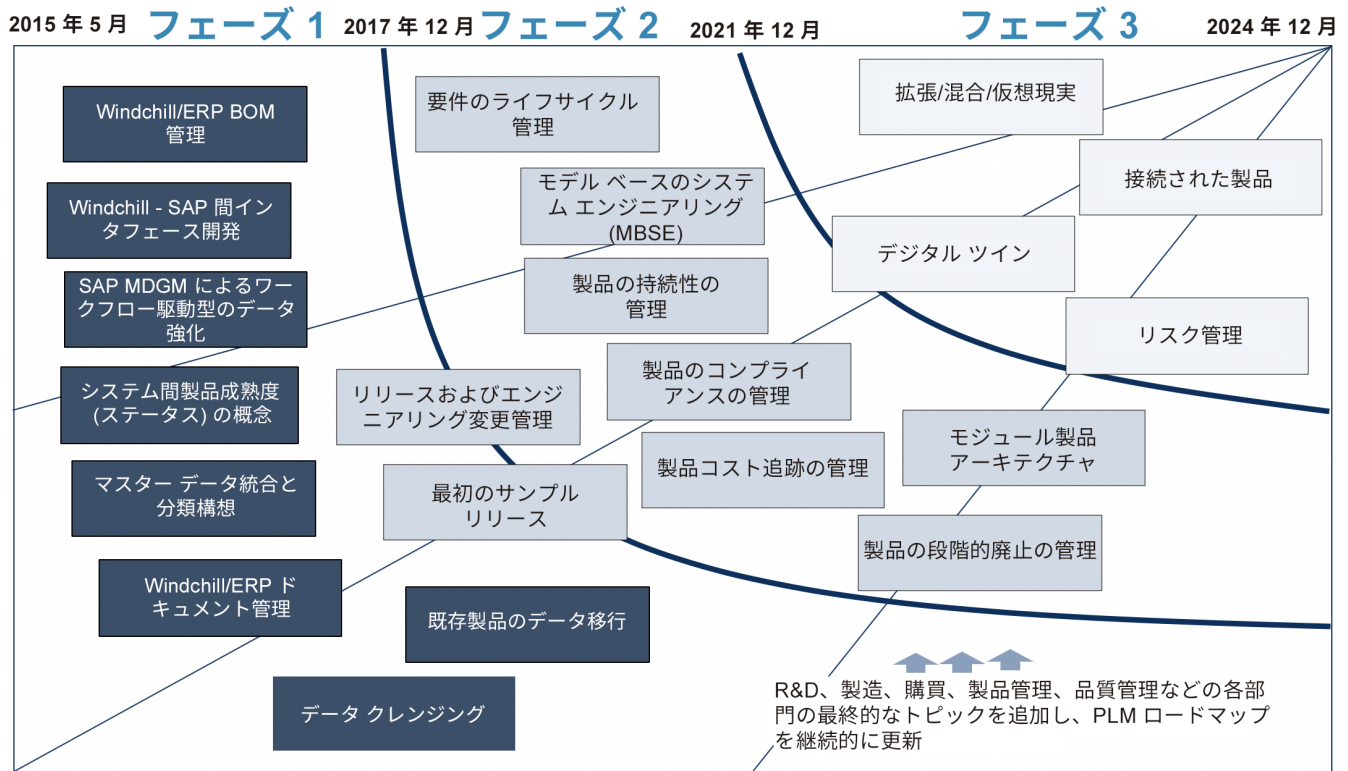 2015 年 5 月
フェーズ 1
2017 年 12 月
フェーズ 2
2021 年 12 月
フェーズ 3
2024 年 12 月
Windchill/ERP BOM
管理
Windchill - SAP 間イン
タフェース開発
SAP MDGM によるワー
クフロー駆動型のデータ
強化
システム間製品成熟度
(ステータス) の概念
マスター データ統合と
分類構想
Windchill/ERP ド
キュメント管理
既存製品のデータ移行
データ クレンジング
要件のライフサイクル
管理
モデル ベースのシステ
ム エンジニアリング
(MBSE)
製品の持続性の
管理
製品のコンプライ
アンスの管理
リリースおよびエンジ
ニアリング変更管理
製品コスト追跡の管理
最初のサンプル
リリース
モジュール製品
アーキテクチャ
製品の段階的廃止の管理
拡張/混合/仮想現実
接続された製品
デジタル ツイン
リスク管理
R&D、製造、購買、製品管理、品質管理などの各部
門の最終的なトピックを追加し、PLM ロードマップ
を継続的に更新